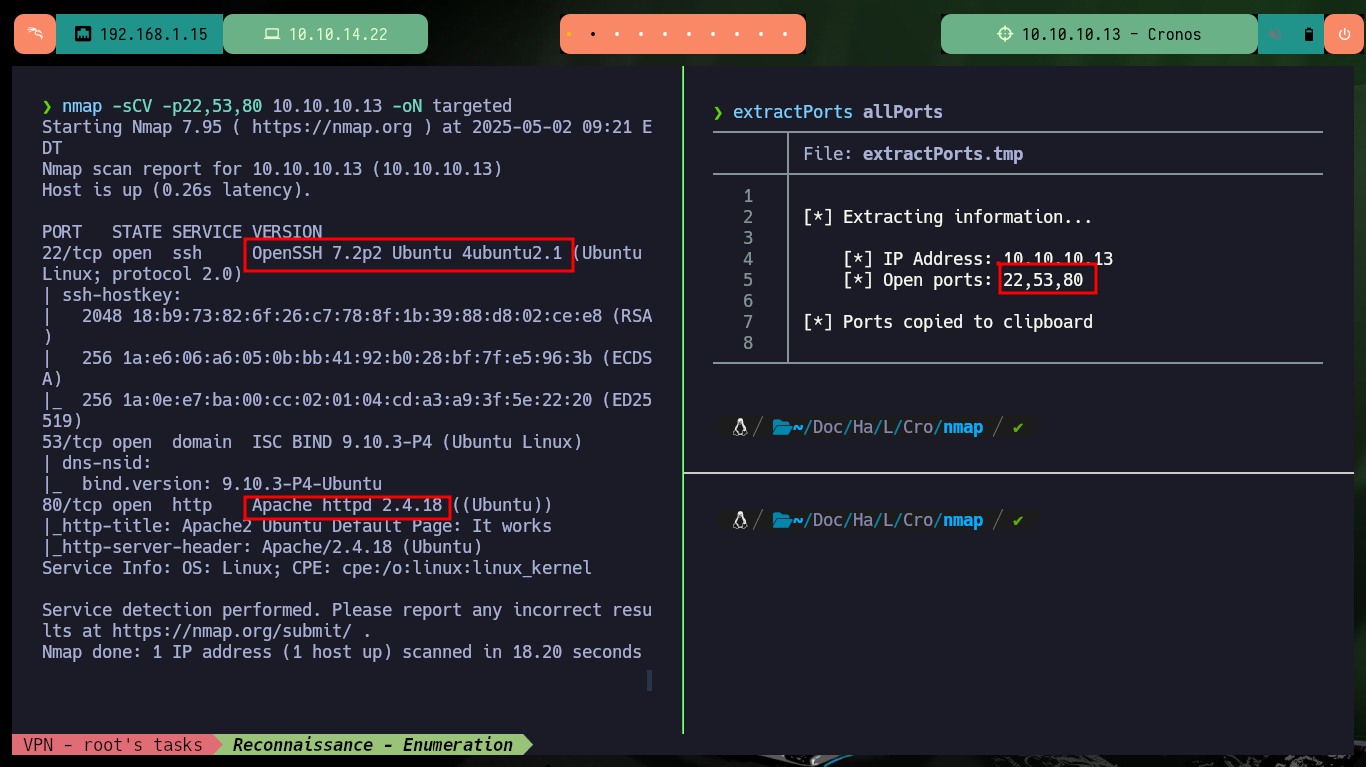 192.168.1.15
10.10.14.22
10.10.10.13 - Cronos
❯ nmap -sCV -p22,53,80 10.10.10.13 -oN targeted
Starting Nmap 7.95 ( https://nmap.org ) at 2025-05-02 09:21 E
DT
Nmap scan report for 10.10.10.13 (10.10.10.13)
Host is up (0.26s latency).
PORT   STATE SERVICE VERSION
22/tcp open  ssh     OpenSSH 7.2p2 Ubuntu 4ubuntu2.1 (Ubuntu
Linux; protocol 2.0)
| ssh-hostkey:
|   2048 18:b9:73:82:6f:26:c7:78:8f:1b:39:88:d8:02:ce:e8 (RSA
)
|   256 1a:e6:06:a6:05:0b:bb:41:92:b0:28:bf:7f:e5:96:3b (ECDS
A)
|_  256 1a:0e:e7:ba:00:cc:02:01:04:cd:a3:a9:3f:5e:22:20 (ED25
519)
53/tcp open  domain  ISC BIND 9.10.3-P4 (Ubuntu Linux)
| dns-nsid:
|_  bind.version: 9.10.3-P4-Ubuntu
80/tcp open  http    Apache httpd 2.4.18 ((Ubuntu))
|_http-title: Apache2 Ubuntu Default Page: It works
|_http-server-header: Apache/2.4.18 (Ubuntu)
Service Info: OS: Linux; CPE: cpe:/o:linux:linux_kernel
Service detection performed. Please report any incorrect resu
lts at https://nmap.org/submit/ .
Nmap done: 1 IP address (1 host up) scanned in 18.20 seconds
❯ extractPorts allPorts
File: extractPorts.tmp
1
2 [*] Extracting information...
3
4 [*] IP Address: 10.10.10.13
5 [*] Open ports: 22,53,80
6
7 [*] Ports copied to clipboard
8
/ ~/Doc/Ha/L/Cro/nmap / ✔
/ ~/Doc/Ha/L/Cro/nmap / ✔
VPN - root's tasks
Reconnaissance - Enumeration